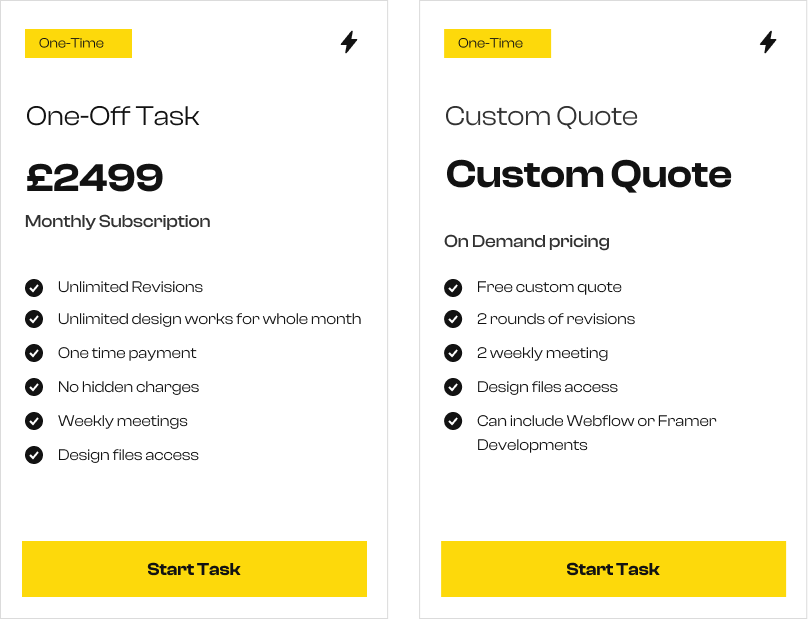 One-Time
One-Off Task
£2499
Monthly Subscription
Unlimited Revisions
Unlimited design works for whole month
One time payment
No hidden charges
Weekly meetings
Design files access
Start Task
One-Time
Custom Quote
Custom Quote
On Demand pricing
Free custom quote
2 rounds of revisions
2 weekly meeting
Design files access
Can include Webflow or Framer
Developments
Start Task